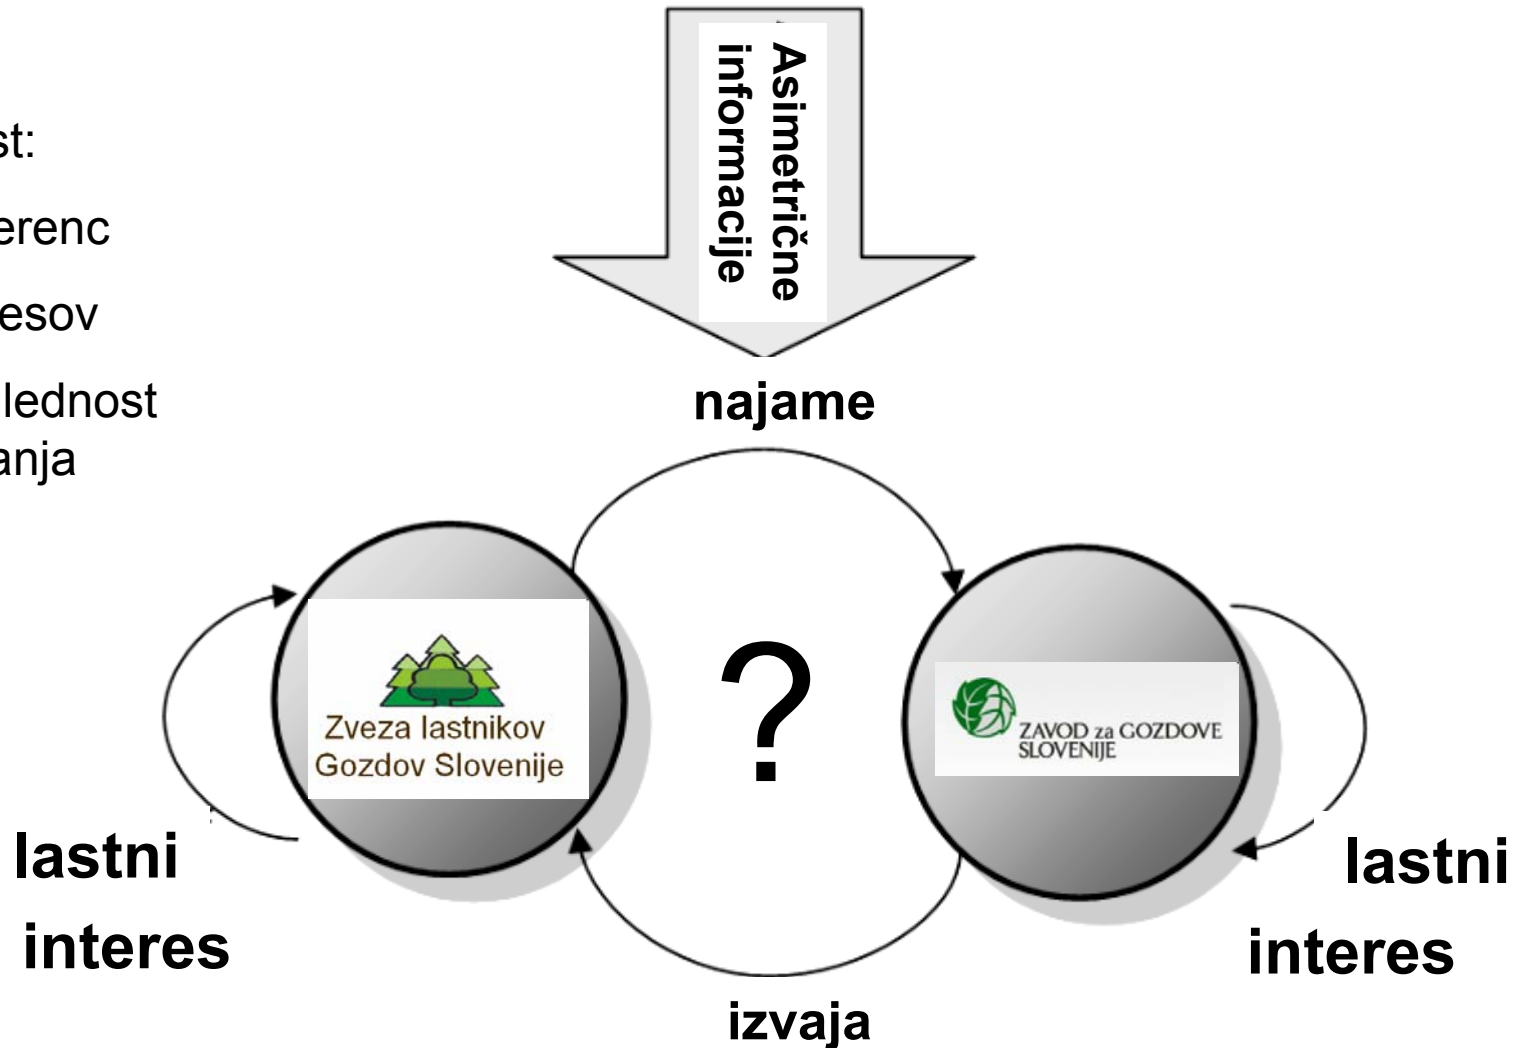 Asimetrične
informacije
st:
erenc
esov
lednost
anja
najame
?
Zveza lastnikov
Gozdov Slovenije
ZAVOD za GOZDOVE
SLOVENIJE
lastni
interes
lastni
interes
izvaja